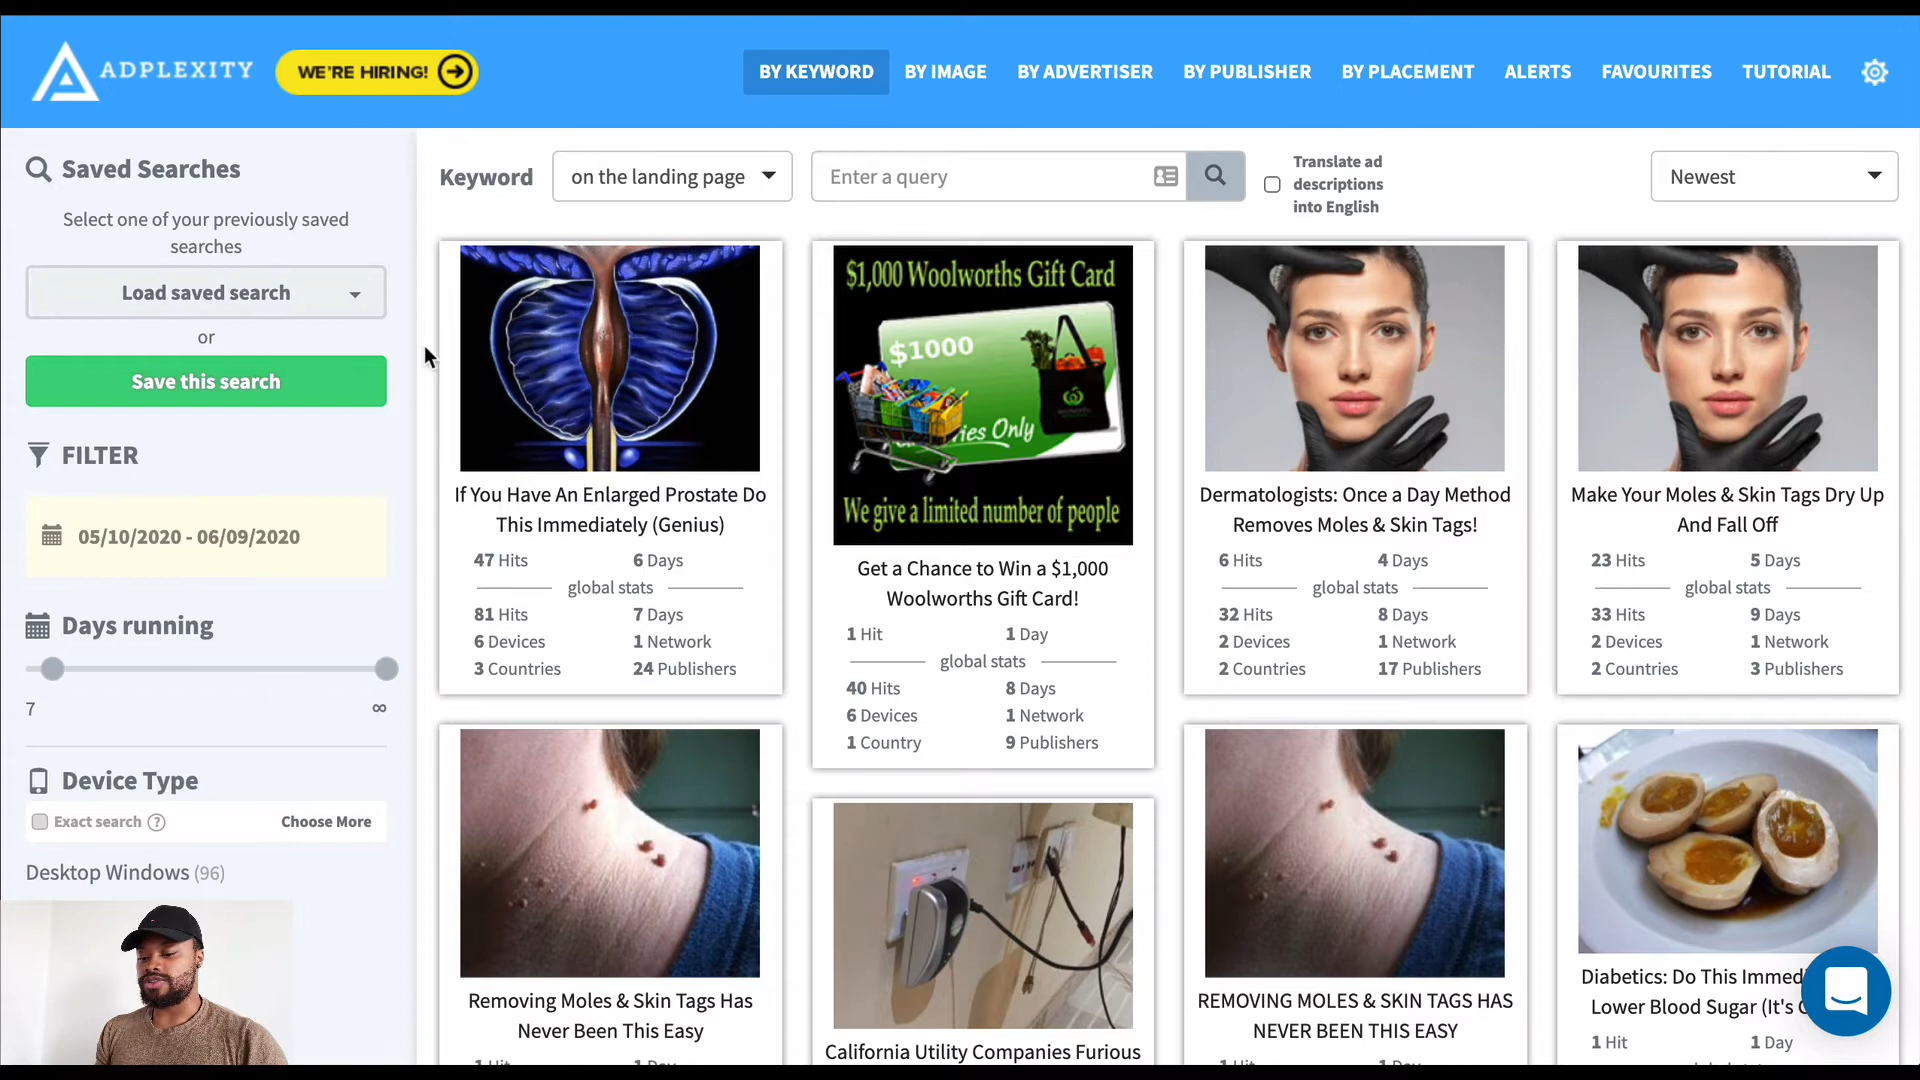 ADPLEXITY
WE'RE HIRING!
BY KEYWORD
BY IMAGE
BY ADVERTISER
BY PUBLISHER
BY PLACEMENT
ALERTS
FAVOURITES
TUTORIAL
Saved Searches
Select one of your previously saved
searches
Load saved search
or
Save this search
FILTER
05/10/2020 - 06/09/2020
Days running
7
∞
Device Type
Exact search ?
Choose More
Desktop Windows (96)
Keyword
on the landing page
Enter a query
Translate ad
descriptions
into English
Newest
If You Have An Enlarged Prostate Do
This Immediately (Genius)
47 Hits 6 Days
global stats
81 Hits 7 Days
6 Devices 1 Network
3 Countries 24 Publishers
$1,000 Woolworths Gift Card
$1000
ies Only
We give a limited number of people
Get a Chance to Win a $1,000
Woolworths Gift Card!
1 Hit 1 Day
global stats
40 Hits 8 Days
6 Devices 1 Network
1 Country 9 Publishers
Dermatologists: Once a Day Method
Removes Moles & Skin Tags!
6 Hits 4 Days
global stats
32 Hits 8 Days
2 Devices 1 Network
2 Countries 17 Publishers
Make Your Moles & Skin Tags Dry Up
And Fall Off
23 Hits 5 Days
global stats
33 Hits 9 Days
2 Devices 1 Network
2 Countries 3 Publishers
Removing Moles & Skin Tags Has
Never Been This Easy
1 Hit 1 Day
California Utility Companies Furious
REMOVING MOLES & SKIN TAGS HAS
NEVER BEEN THIS EASY
1 Hit 1 Day
Diabetics: Do This Immed
Lower Blood Sugar (It's
1 Hit 1 Day